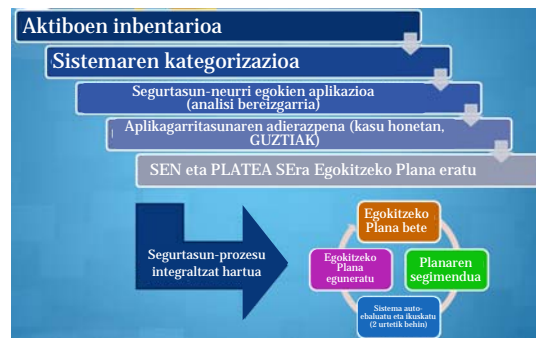 Aktiboen inbentarioa
Sistemaren kategorizazioa
Segurtasun-neurri egokien aplikazioa
(analisi bereizgarria)
Aplikagarritasunaren adierazpena (kasu honetan,
GUZTIAK)
SEN eta PLATEA SEra Egokitzeko Plana eratu
Segurtasun-prozesu
integraltzat hartua
Egokitzeko
Plana bete
Planaren
segimendua
Sistema auto-
ebaluatu eta ikuskatu
(2 urtetik behin)
Egokitzeko
Plana
eguneratu